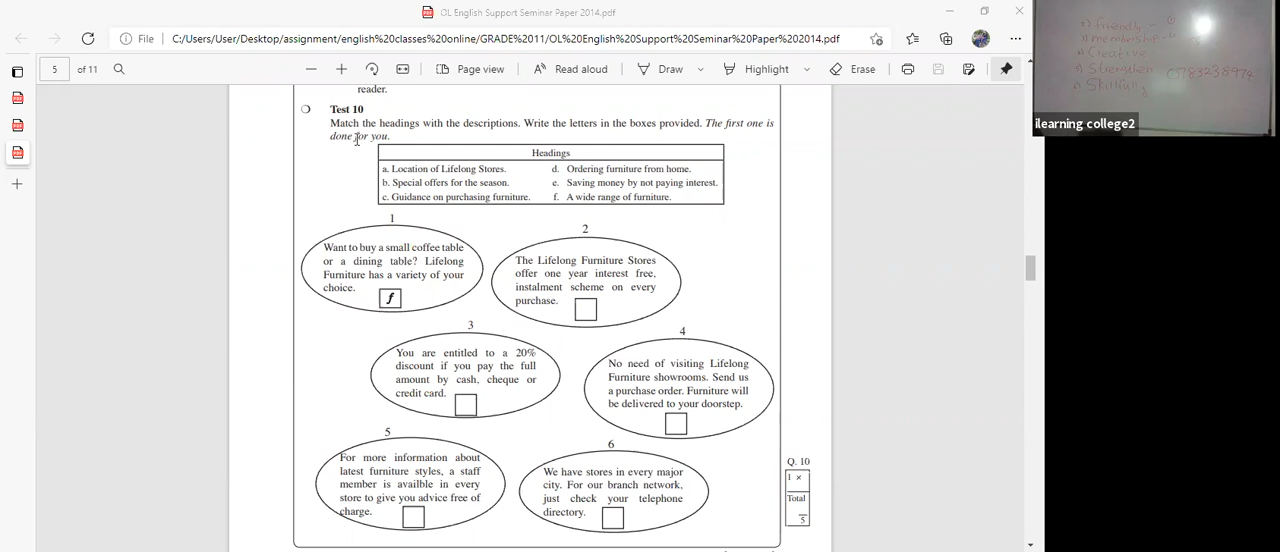 OL English Support Seminar Paper 2014.pdf
File
C:/Users/User/Desktop/assignment/english%20classes%20online/GRADE%2011/OL%20English%20Support%20Seminar%20Paper%202014.pdf
5 of 11
Page view
Read aloud
Draw
Highlight
Erase
reader.
Test 10
Match the headings with the descriptions. Write the letters in the boxes provided. The first one is
done for you.
Headings
a. Location of Lifelong Stores.
b. Special offers for the season.
c. Guidance on purchasing furniture.
d. Ordering furniture from home.
e. Saving money by not paying interest.
f. A wide range of furniture.
1
Want to buy a small coffee table
or a dining table? Lifelong
Furniture has a variety of your
choice.
f
2
The Lifelong Furniture Stores
offer one year interest free,
instalment scheme on every
purchase.
3
You are entitled to a 20%
discount if you pay the full
amount by cash, cheque or
credit card.
4
No need of visiting Lifelong
Furniture showrooms. Send us
a purchase order. Furniture will
be delivered to your doorstep.
5
For more information about
latest furniture styles, a staff
member is availble in every
store to give you advice free of
charge.
6
We have stores in every major
city. For our branch network,
just check your telephone
directory.
Q. 10
1 ×
Total
5
friendly
membership
Creative
Strengthen
Skillfully
ilearning college2